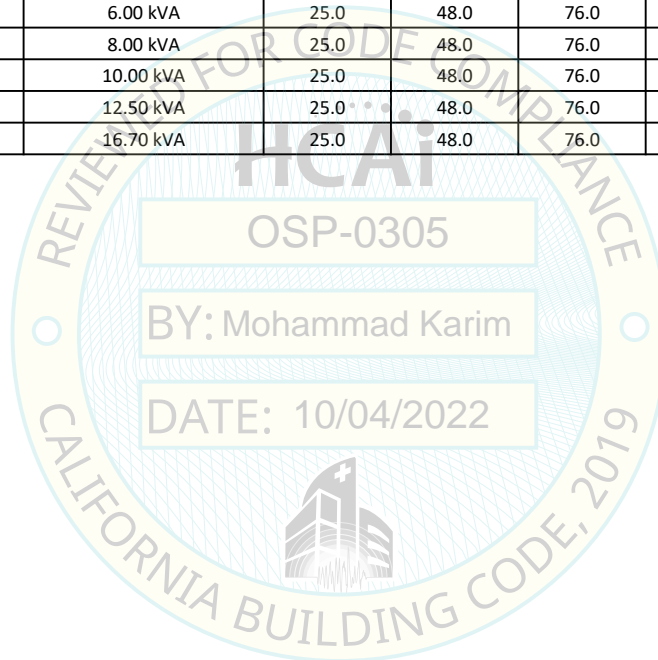 6.00 kVA 25.0 48.0 76.0
8.00 kVA 25.0 48.0 76.0
10.00 kVA 25.0 48.0 76.0
12.50 kVA 25.0 48.0 76.0
16.70 kVA 25.0 48.0 76.0
REVIEWED FOR CODE COMPLIANCE
HCAi
OSP-0305
BY: Mohammad Karim
DATE: 10/04/2022
CALIFORNIA BUILDING CODE, 2019